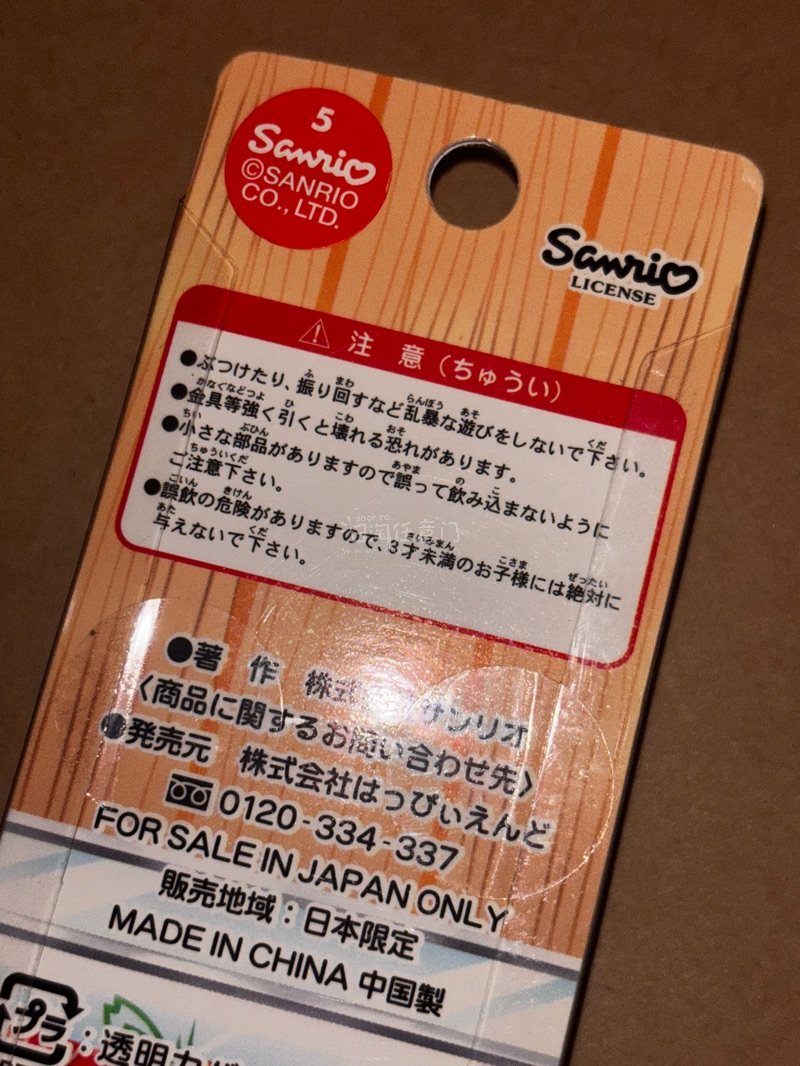 5
Sanrio
©SANRIO
CO., LTD.
Sanrio
LICENSE
注 意 (ちゅうい)
●ぶつけたり、振り回すなど乱暴な遊びをしないで下さい。
●金具等強く引くと壊れる恐れがあります。
●小さな部品がありますので誤って飲み込まないように
ご注意下さい。
●誤飲の危険がありますので、3才未満のお子様には絶対に
与えないで下さい。
●著 作 株式 サンリオ
〈商品に関するお問い合わせ先〉
●発売元 株式会社はっぴぃえんど
0120-334-337
FOR SALE IN JAPAN ONLY
販売地域：日本限定
MADE IN CHINA 中国製
プラ：透明カ